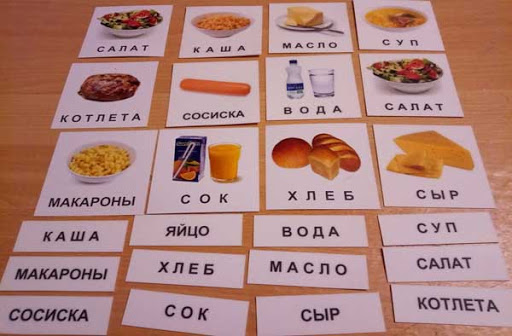 САЛАТ
КАША
МАСЛО
СУП
КОТЛЕТА
СОСИСКА
ВОДА
САЛАТ
МАКАРОНЫ
СОК
ХЛЕБ
СЫР
КАША
ЯЙЦО
ВОДА
СУП
МАКАРОНЫ
ХЛЕБ
МАСЛО
САЛАТ
СОСИСКА
СОК
СЫР
КОТЛЕТА